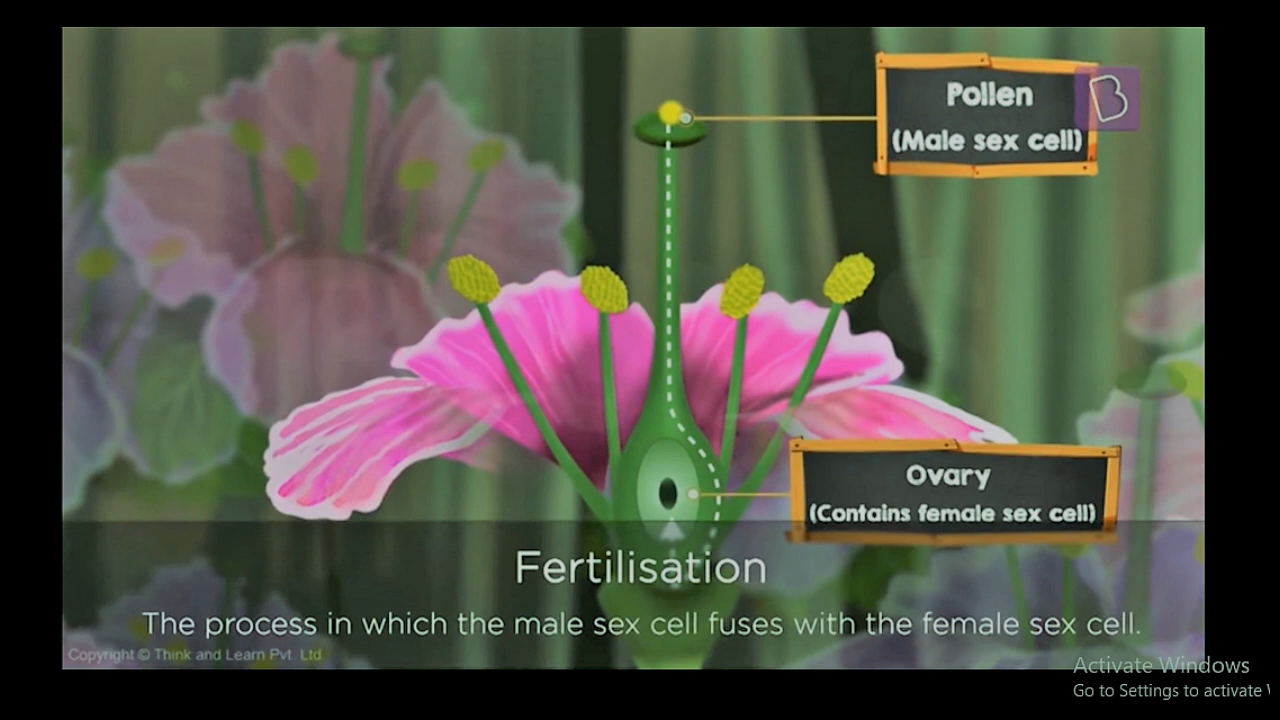 Pollen
(Male sex cell)
B
Ovary
(Contains female sex cell)
Fertilisation
The process in which the male sex cell fuses with the female sex cell.
Copyright © Think and Learn Pvt. Ltd.
Activate Windows
Go to Settings to activate